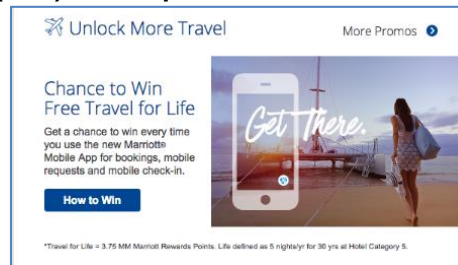 Unlock More Travel
More Promos
Chance to Win
Free Travel for Life
Get a chance to win every time
you use the new Marriott®
Mobile App for bookings, mobile
requests and mobile check-in.
How to Win
Get There.
*Travel for Life = 3.75 MM Marriott Rewards Points. Life defined as 5 nights/yr for 30 yrs at Hotel Category 5.